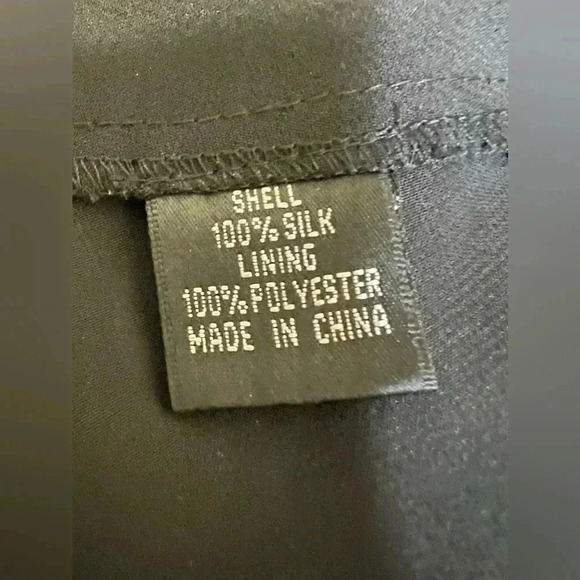 SHELL
100% SILK
LINING
100% POLYESTER
MADE IN CHINA